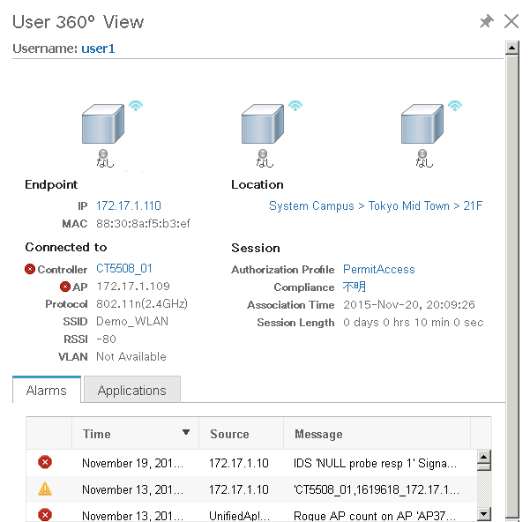 User 360° View
Username: user1
なし
なし
なし
Endpoint
IP 172.17.1.110
MAC 88:30:8a:f5:b3:ef
Location
System Campus > Tokyo Mid Town > 21F
Connected to
Controller CT5508_01
AP 172.17.1.109
Protocol 802.11n(2.4GHz)
SSID Demo_WLAN
RSSI -80
VLAN Not Available
Session
Authorization Profile PermitAccess
Compliance 不明
Association Time 2015-Nov-20, 20:09:26
Session Length 0 days 0 hrs 10 min 0 sec
Alarms Applications
Time Source Message
November 19, 201... 172.17.1.10 IDS 'NULL probe resp 1' Signa...
November 13, 201... 172.17.1.10 'CT5508_01,1619618_172.17.1...
November 13, 201... UnifiedApl... Rogue AP count on AP 'AP37...